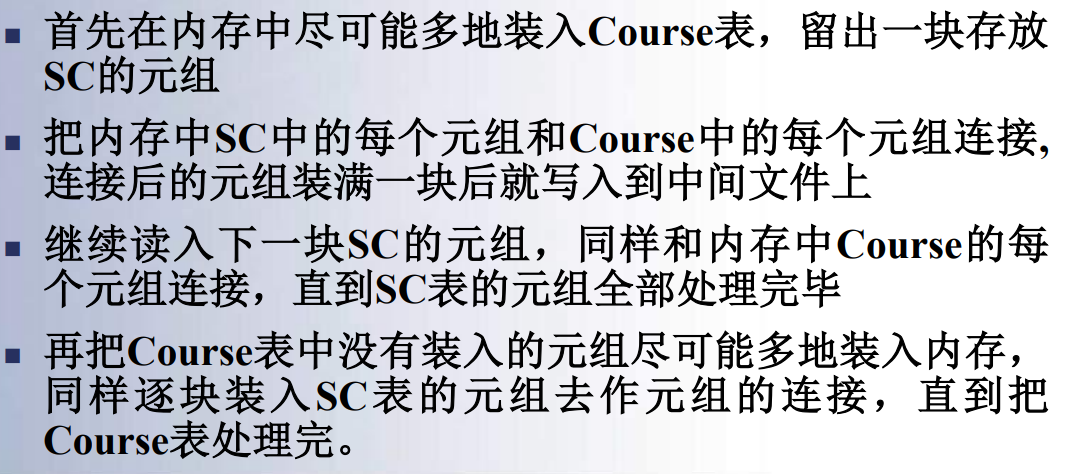 首先在内存中尽可能多地装入Course表，留出一块存放
SC的元组
把内存中SC中的每个元组和Course中的每个元组连接,
连接后的元组装满一块后就写入到中间文件上
继续读入下一块SC的元组，同样和内存中Course的每
个元组连接，直到SC表的元组全部处理完毕
再把Course表中没有装入的元组尽可能多地装入内存，
同样逐块装入SC表的元组去作元组的连接，直到把
Course表处理完。